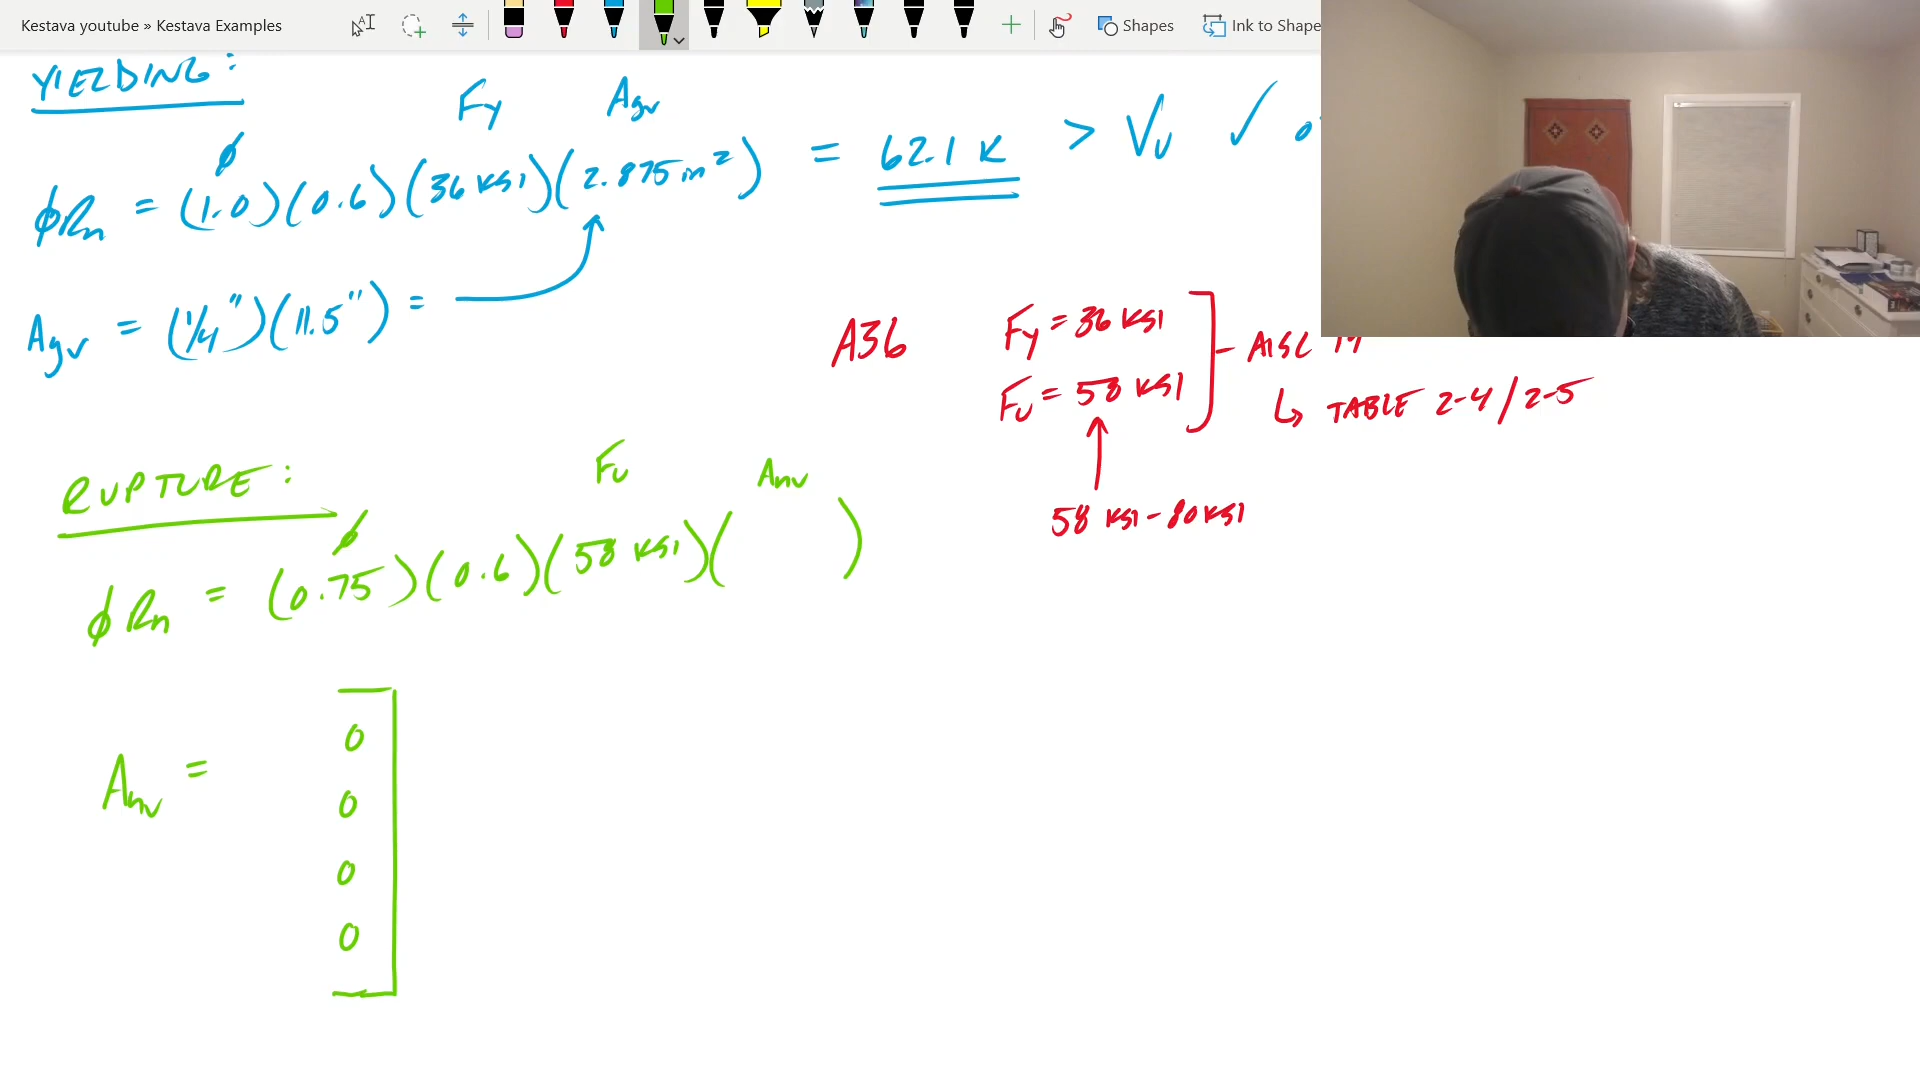 Kestava youtube » Kestava Examples
Shapes
Ink to Shape
YIELDING:
Fy Agv
ϕ
ϕRn = (1.0)(0.6)(36 KSI)(2.875 in²) = 62.1 K > Vu ✓
Agv = (1/4")(11.5") =
A36
Fy = 36 KSI
Fu = 58 KSI
- AISC
↳ TABLE 2-4/2-5
58 KSI - 80 KSI
RUPTURE:
Fu Anv
ϕ
ϕRn = (0.75)(0.6)(58 KSI)( )
Anv =
0
0
0
0